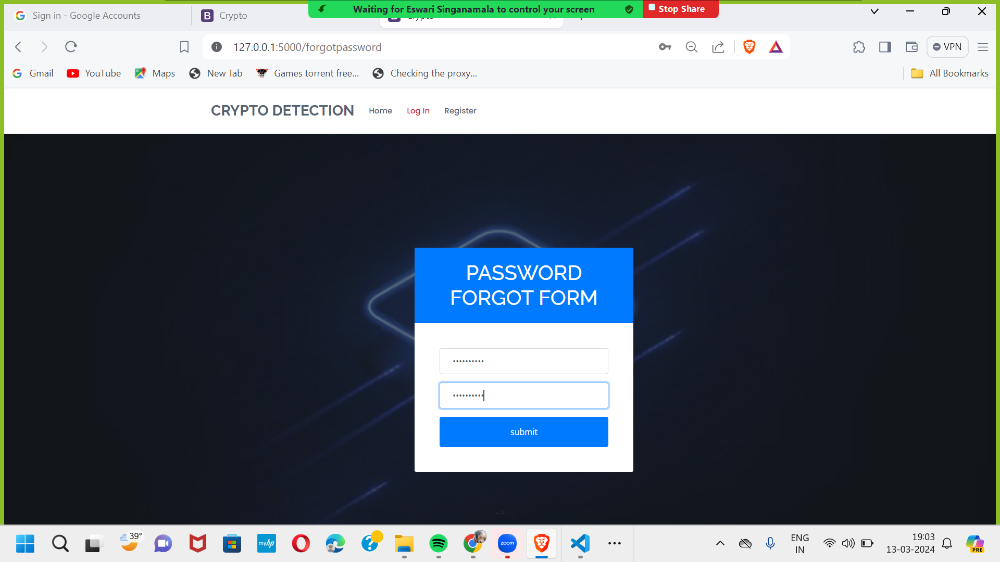 Waiting for Eswari Singanamala to control your screen
Stop Share
Sign in - Google Accounts
B
Crypto
127.0.0.1:5000/forgotpassword
VPN
Gmail
YouTube
Maps
New Tab
Games torrent free...
Checking the proxy...
All Bookmarks
CRYPTO DETECTION
Home
Log In
Register
PASSWORD
FORGOT FORM
••••••••••
••••••••••
submit
-->
39°
myhp
zoom
ENG
IN
19:03
13-03-2024
PRE